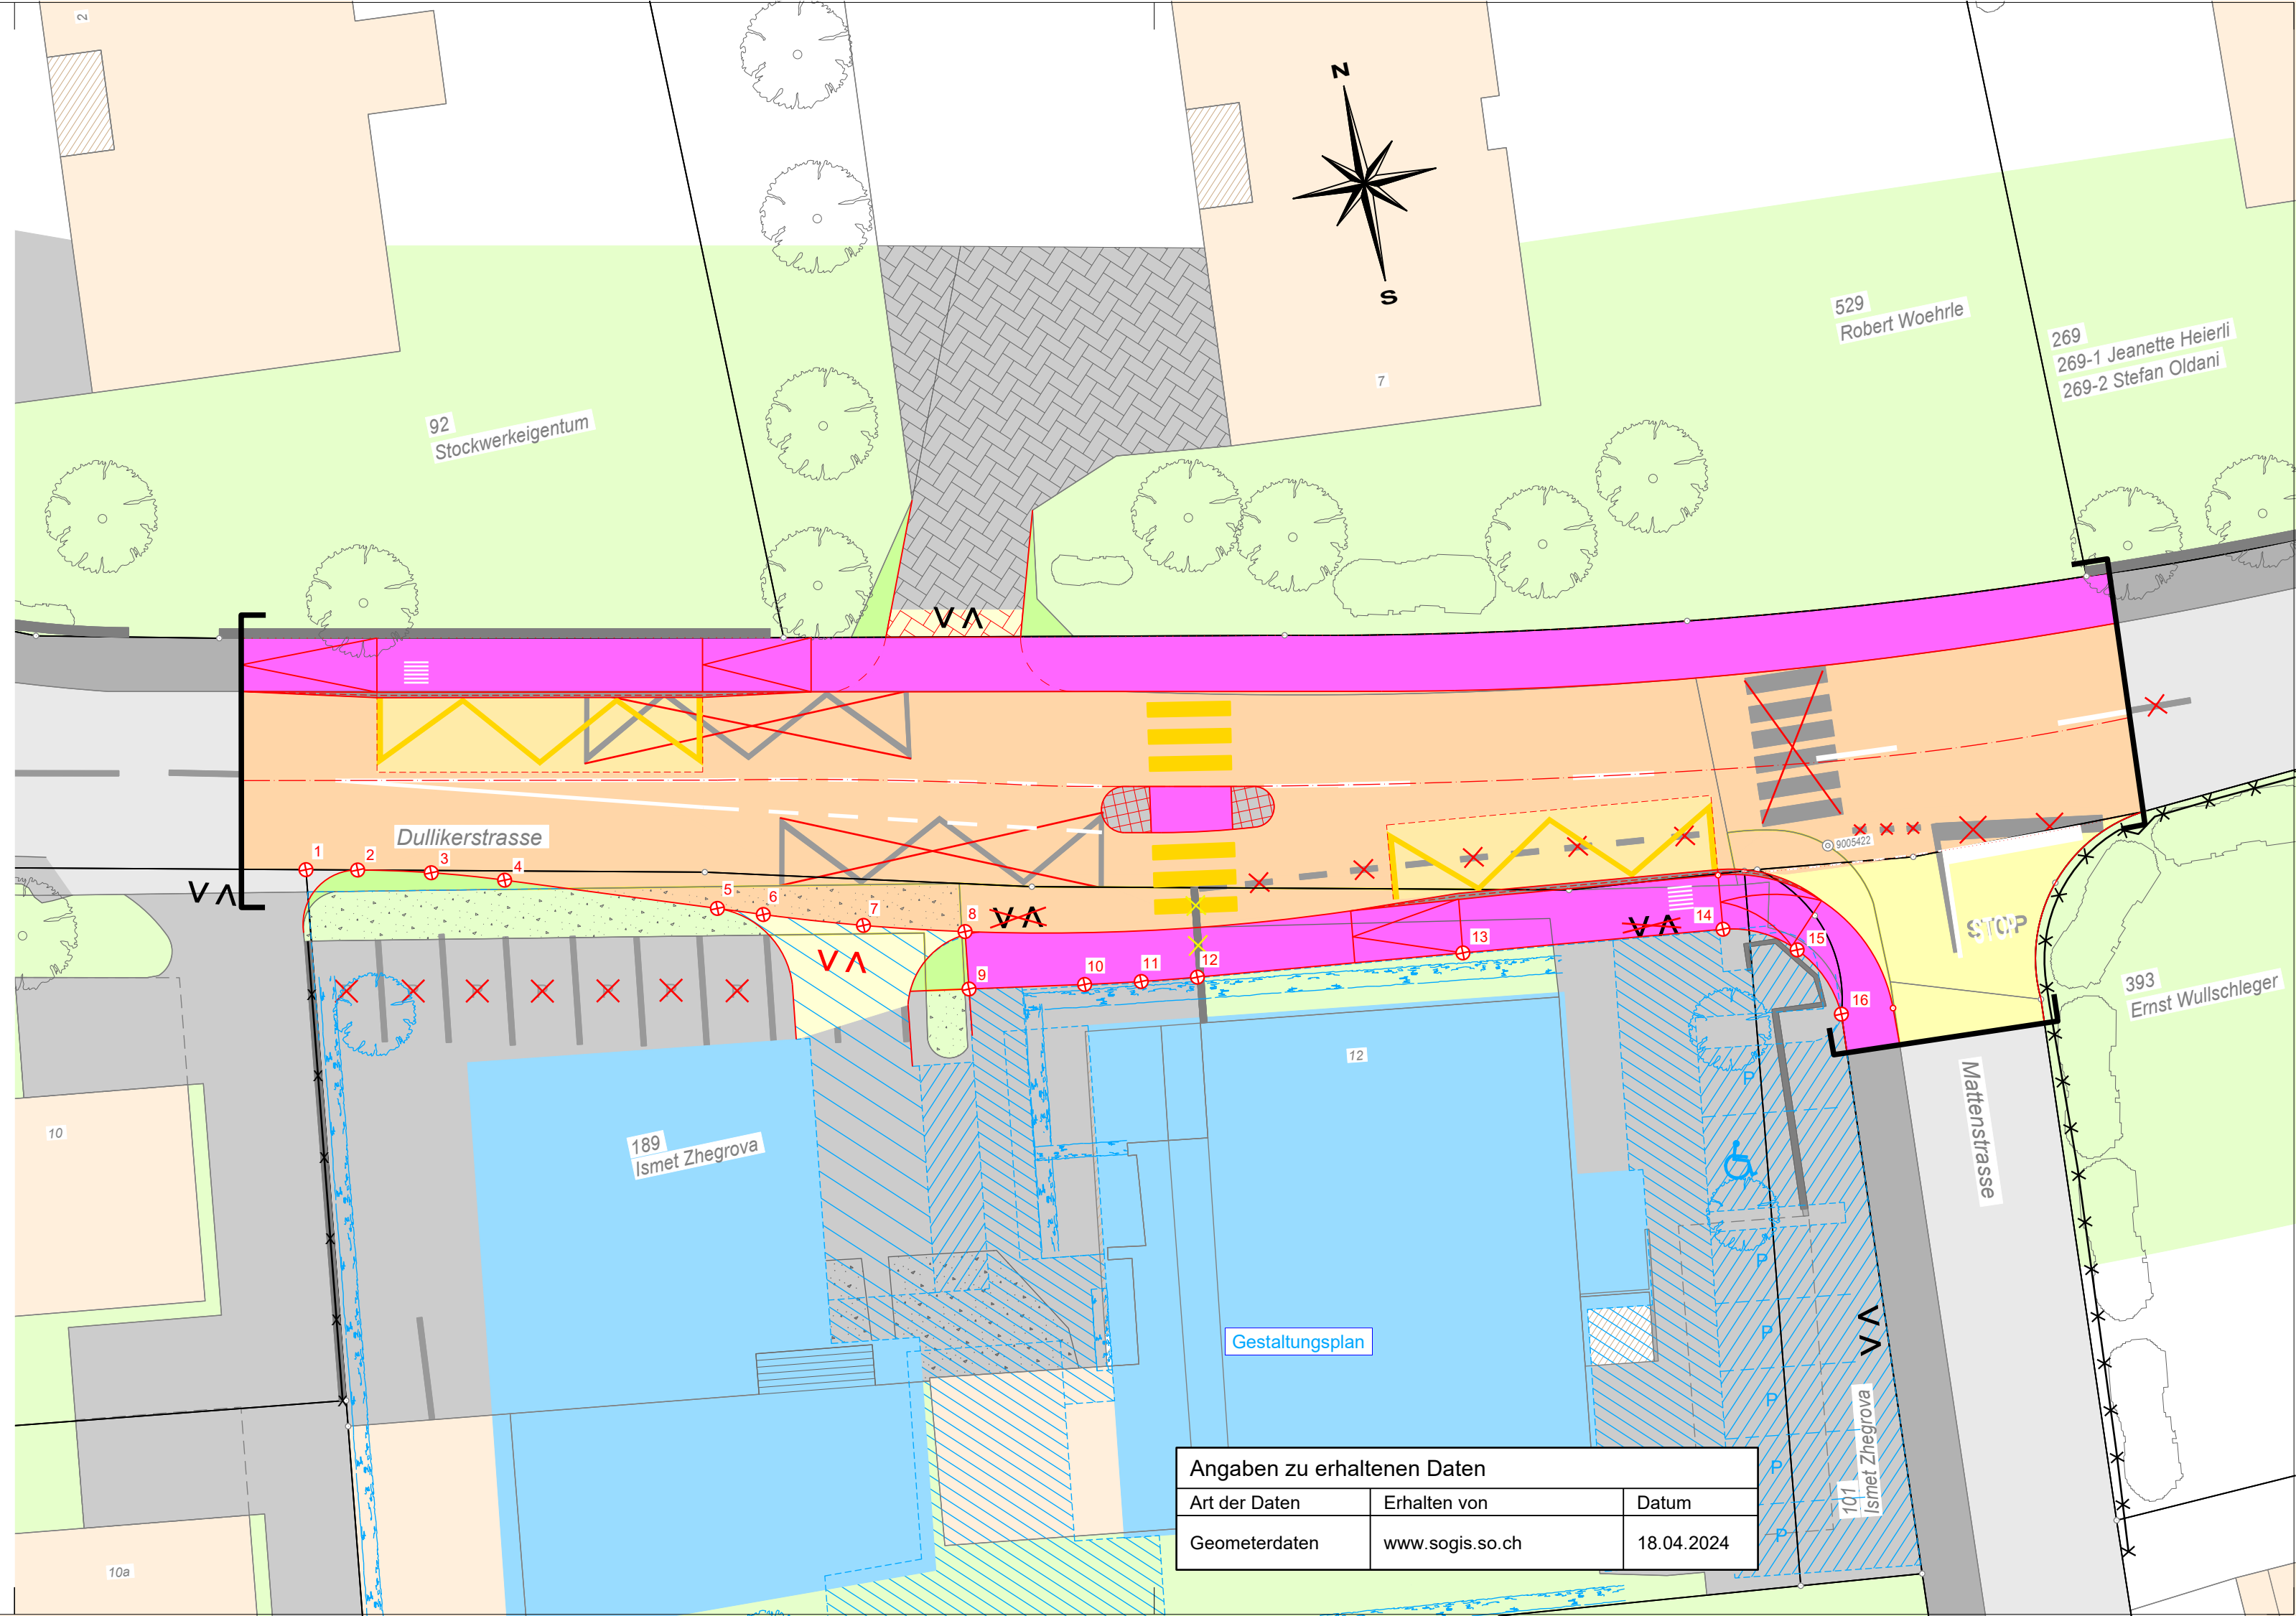 2
N
S
7
529
Robert Woehrle
269
269-1 Jeanette Heierli
269-2 Stefan Oldani
92
Stockwerkeigentum
Dullikerstrasse
1
2
3
4
5
6
7
8
9
10
11
12
13
14
15
16
9005422
STOP
393
Ernst Wullschleger
Mattenstrasse
10
12
189
Ismet Zhegrova
P
P
P
P
P
P
Gestaltungsplan
101
Ismet Zhegrova
10a
Angaben zu erhaltenen Daten
Art der Daten Erhalten von Datum
Geometerdaten www.sogis.so.ch 18.04.2024